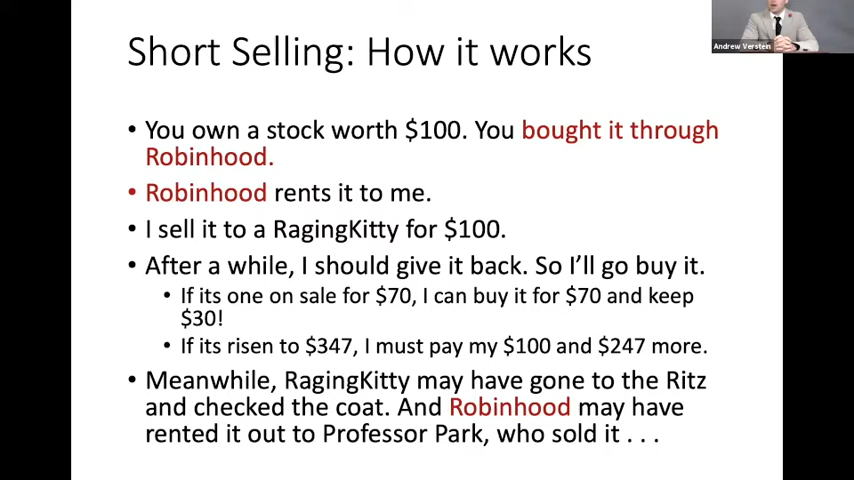 Short Selling: How it works
Andrew Verstein
• You own a stock worth $100. You bought it through
Robinhood.
• Robinhood rents it to me.
• I sell it to a RagingKitty for $100.
• After a while, I should give it back. So I'll go buy it.
• If its one on sale for $70, I can buy it for $70 and keep
$30!
• If its risen to $347, I must pay my $100 and $247 more.
• Meanwhile, RagingKitty may have gone to the Ritz
and checked the coat. And Robinhood may have
rented it out to Professor Park, who sold it . . .